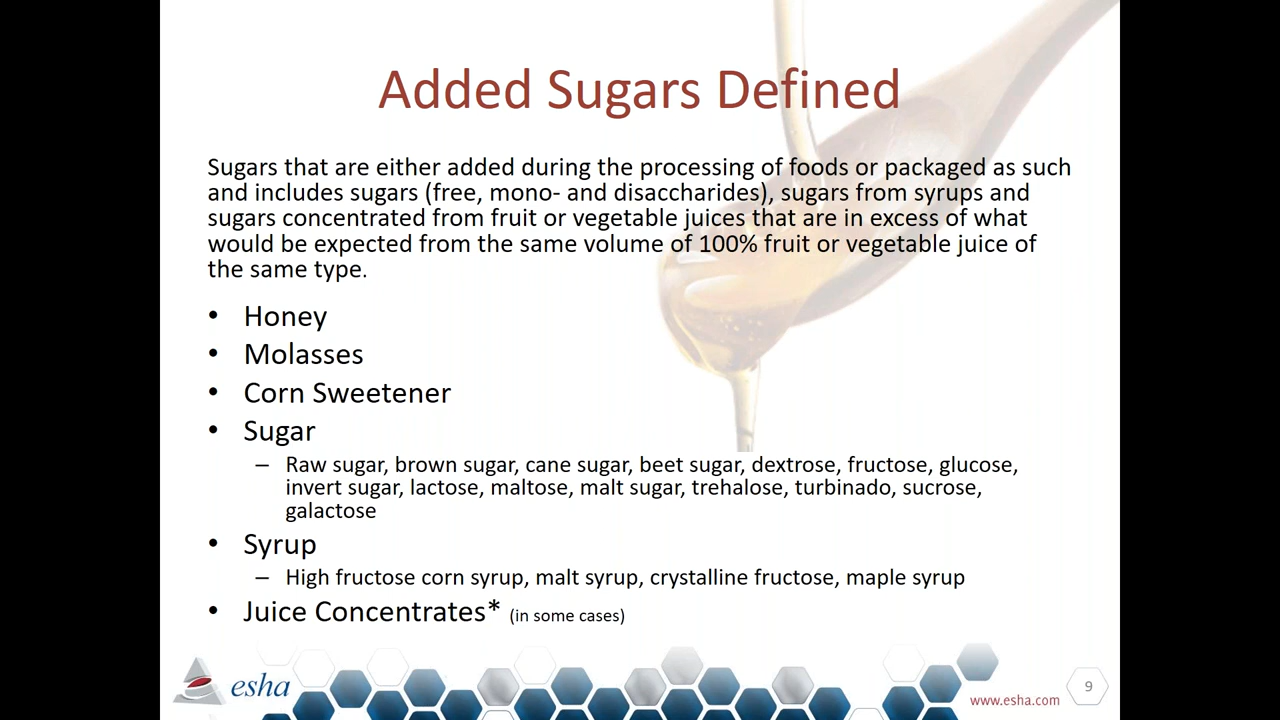 Added Sugars Defined
Sugars that are either added during the processing of foods or packaged as such
and includes sugars (free, mono- and disaccharides), sugars from syrups and
sugars concentrated from fruit or vegetable juices that are in excess of what
would be expected from the same volume of 100% fruit or vegetable juice of
the same type.
• Honey
• Molasses
• Corn Sweetener
• Sugar
– Raw sugar, brown sugar, cane sugar, beet sugar, dextrose, fructose, glucose,
invert sugar, lactose, maltose, malt sugar, trehalose, turbinado, sucrose,
galactose
• Syrup
– High fructose corn syrup, malt syrup, crystalline fructose, maple syrup
• Juice Concentrates* (in some cases)
esha
www.esha.com
9